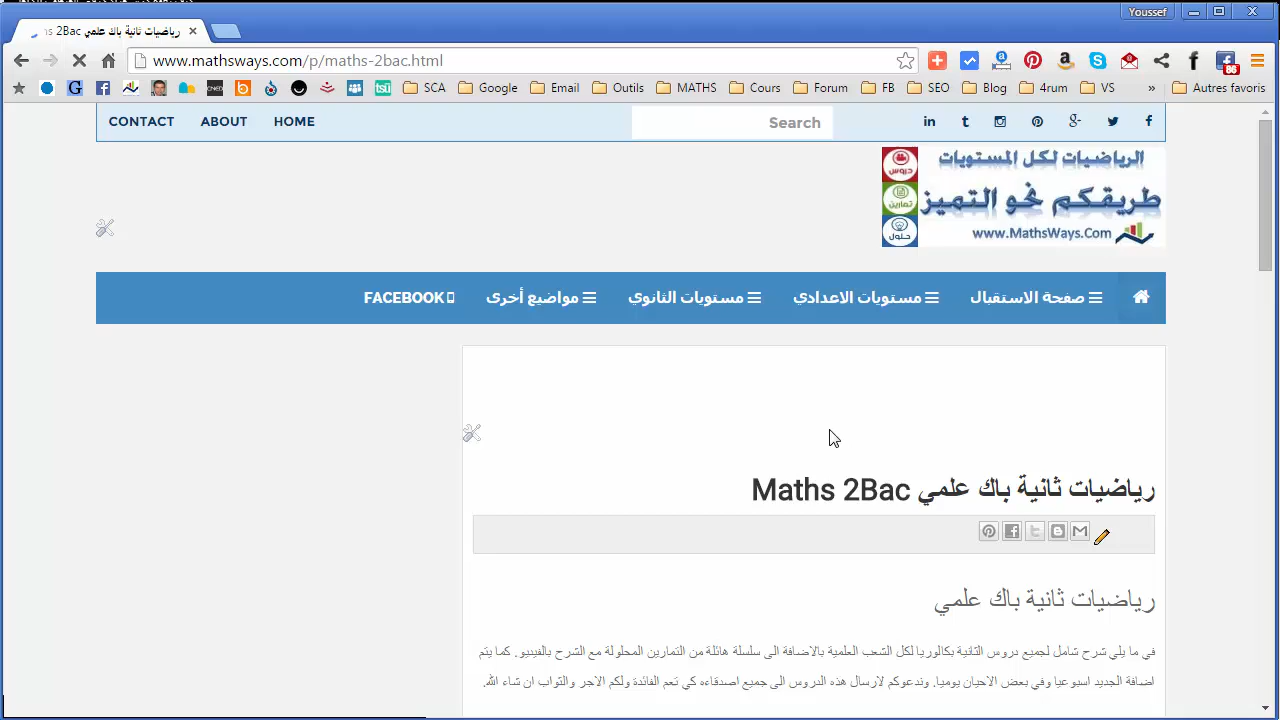 Youssef
رياضيات ثانية باك علمي 2Bac
www.mathsways.com/p/maths-2bac.html
SCA Google Email Outils MATHS Cours Forum FB SEO Blog 4rum VS » Autres favoris
CONTACT ABOUT HOME Search
الرياضيات لكل المستويات
دروس
طريقكم نحو التميز
تمارين
www.MathsWays.Com
حلول
صفحة الاستقبال مستويات الاعدادي مستويات الثانوي مواضيع أخرى FACEBOOK
رياضيات ثانية باك علمي Maths 2Bac
رياضيات ثانية باك علمي
في ما يلي شرح شامل لجميع دروس الثانية بكالوريا لكل الشعب العلمية بالاضافة الى سلسلة هائلة من التمارين المحلولة مع الشرح بالفيديو. كما يتم
اضافة الجديد اسبوعيا وفي بعض الاحيان يوميا. وندعوكم لارسال هذه الدروس الى جميع اصدقاءه كي تعم الفائدة ولكم الاجر والثواب ان شاء الله.